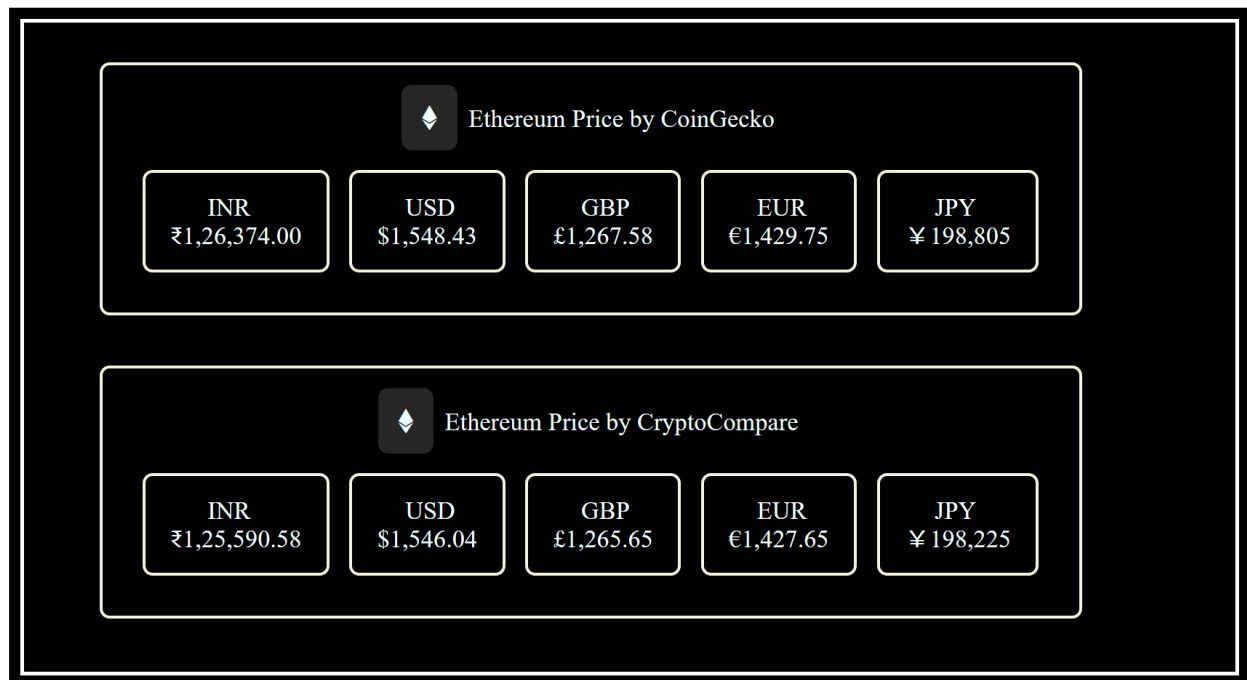 Ethereum Price by CoinGecko
INR
₹1,26,374.00
USD
$1,548.43
GBP
£1,267.58
EUR
€1,429.75
JPY
¥198,805
Ethereum Price by CryptoCompare
INR
₹1,25,590.58
USD
$1,546.04
GBP
£1,265.65
EUR
€1,427.65
JPY
¥198,225